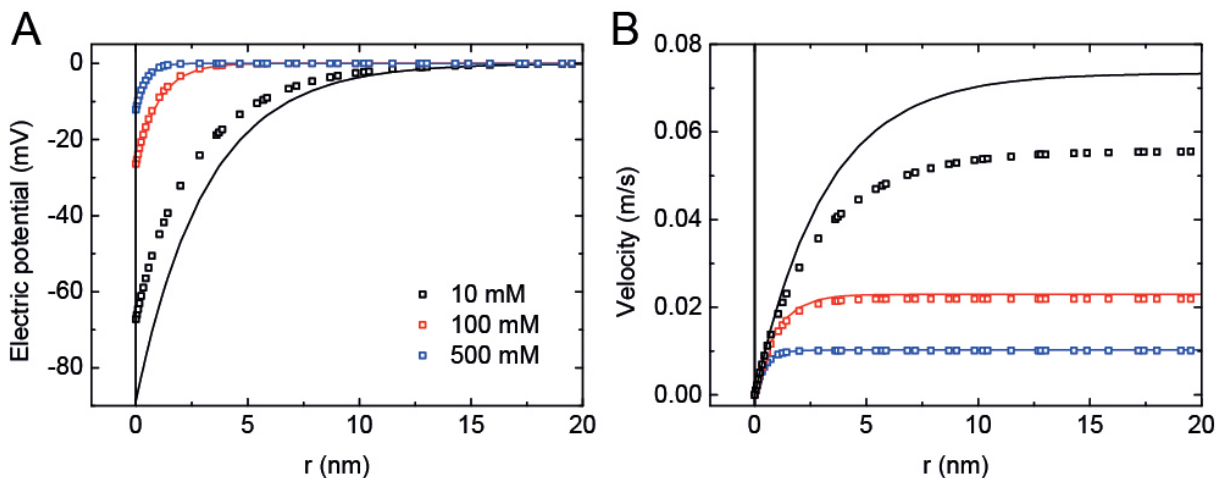 A
0
-20
-40
-60
-80
Electric potential (mV)
10 mM
100 mM
500 mM
0 5 10 15 20
r (nm)
B
0.08
0.06
0.04
0.02
0.00
Velocity (m/s)
0 5 10 15 20
r (nm)